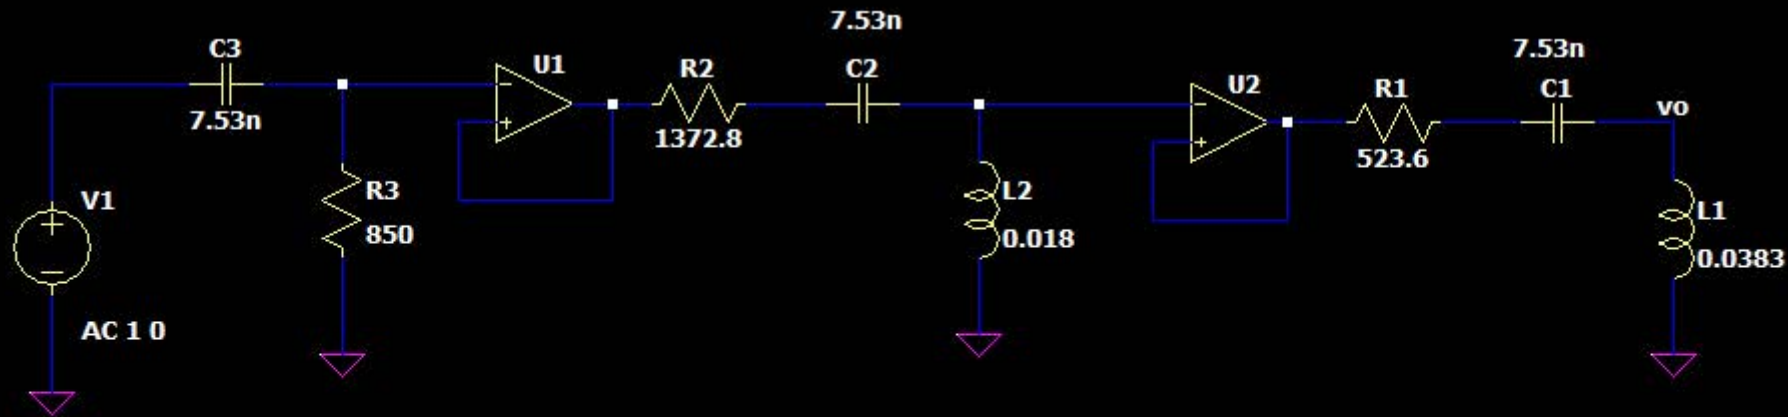 7.53n
C3
7.53n
V1
AC 1 0
R3
850
U1
R2
1372.8
C2
L2
0.018
U2
R1
523.6
7.53n
C1
vo
L1
0.0383